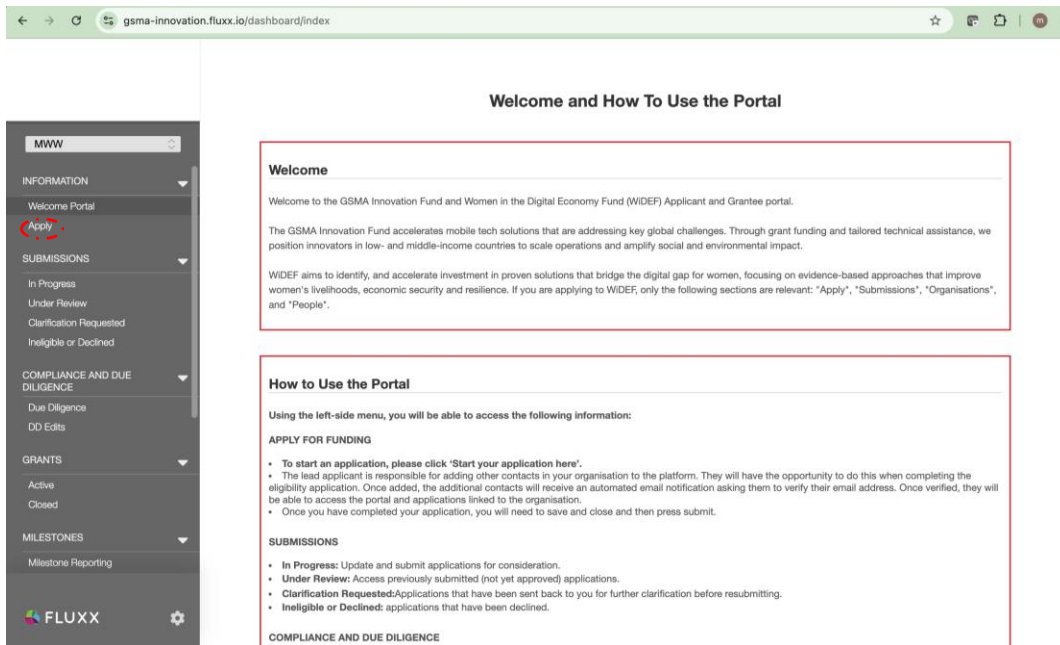 gsma-innovation.fluxx.io/dashboard/index
m
MWW
INFORMATION
Welcome Portal
Apply
SUBMISSIONS
In Progress
Under Review
Clarification Requested
Ineligible or Declined
COMPLIANCE AND DUE
DILIGENCE
Due Diligence
DD Edits
GRANTS
Active
Closed
MILESTONES
Milestone Reporting
FLUXX
Welcome and How To Use the Portal
Welcome
Welcome to the GSMA Innovation Fund and Women in the Digital Economy Fund (WiDEF) Applicant and Grantee portal.
The GSMA Innovation Fund accelerates mobile tech solutions that are addressing key global challenges. Through grant funding and tailored technical assistance, we
position innovators in low- and middle-income countries to scale operations and amplify social and environmental impact.
WiDEF aims to identify, and accelerate investment in proven solutions that bridge the digital gap for women, focusing on evidence-based approaches that improve
women's livelihoods, economic security and resilience. If you are applying to WiDEF, only the following sections are relevant: "Apply", "Submissions", "Organisations",
and "People".
How to Use the Portal
Using the left-side menu, you will be able to access the following information:
APPLY FOR FUNDING
• To start an application, please click ‘Start your application here’.
• The lead applicant is responsible for adding other contacts in your organisation to the platform. They will have the opportunity to do this when completing the
eligibility application. Once added, the additional contacts will receive an automated email notification asking them to verify their email address. Once verified, they will
be able to access the portal and applications linked to the organisation.
• Once you have completed your application, you will need to save and close and then press submit.
SUBMISSIONS
• In Progress: Update and submit applications for consideration.
• Under Review: Access previously submitted (not yet approved) applications.
• Clarification Requested:Applications that have been sent back to you for further clarification before resubmitting.
• Ineligible or Declined: applications that have been declined.
COMPLIANCE AND DUE DILIGENCE